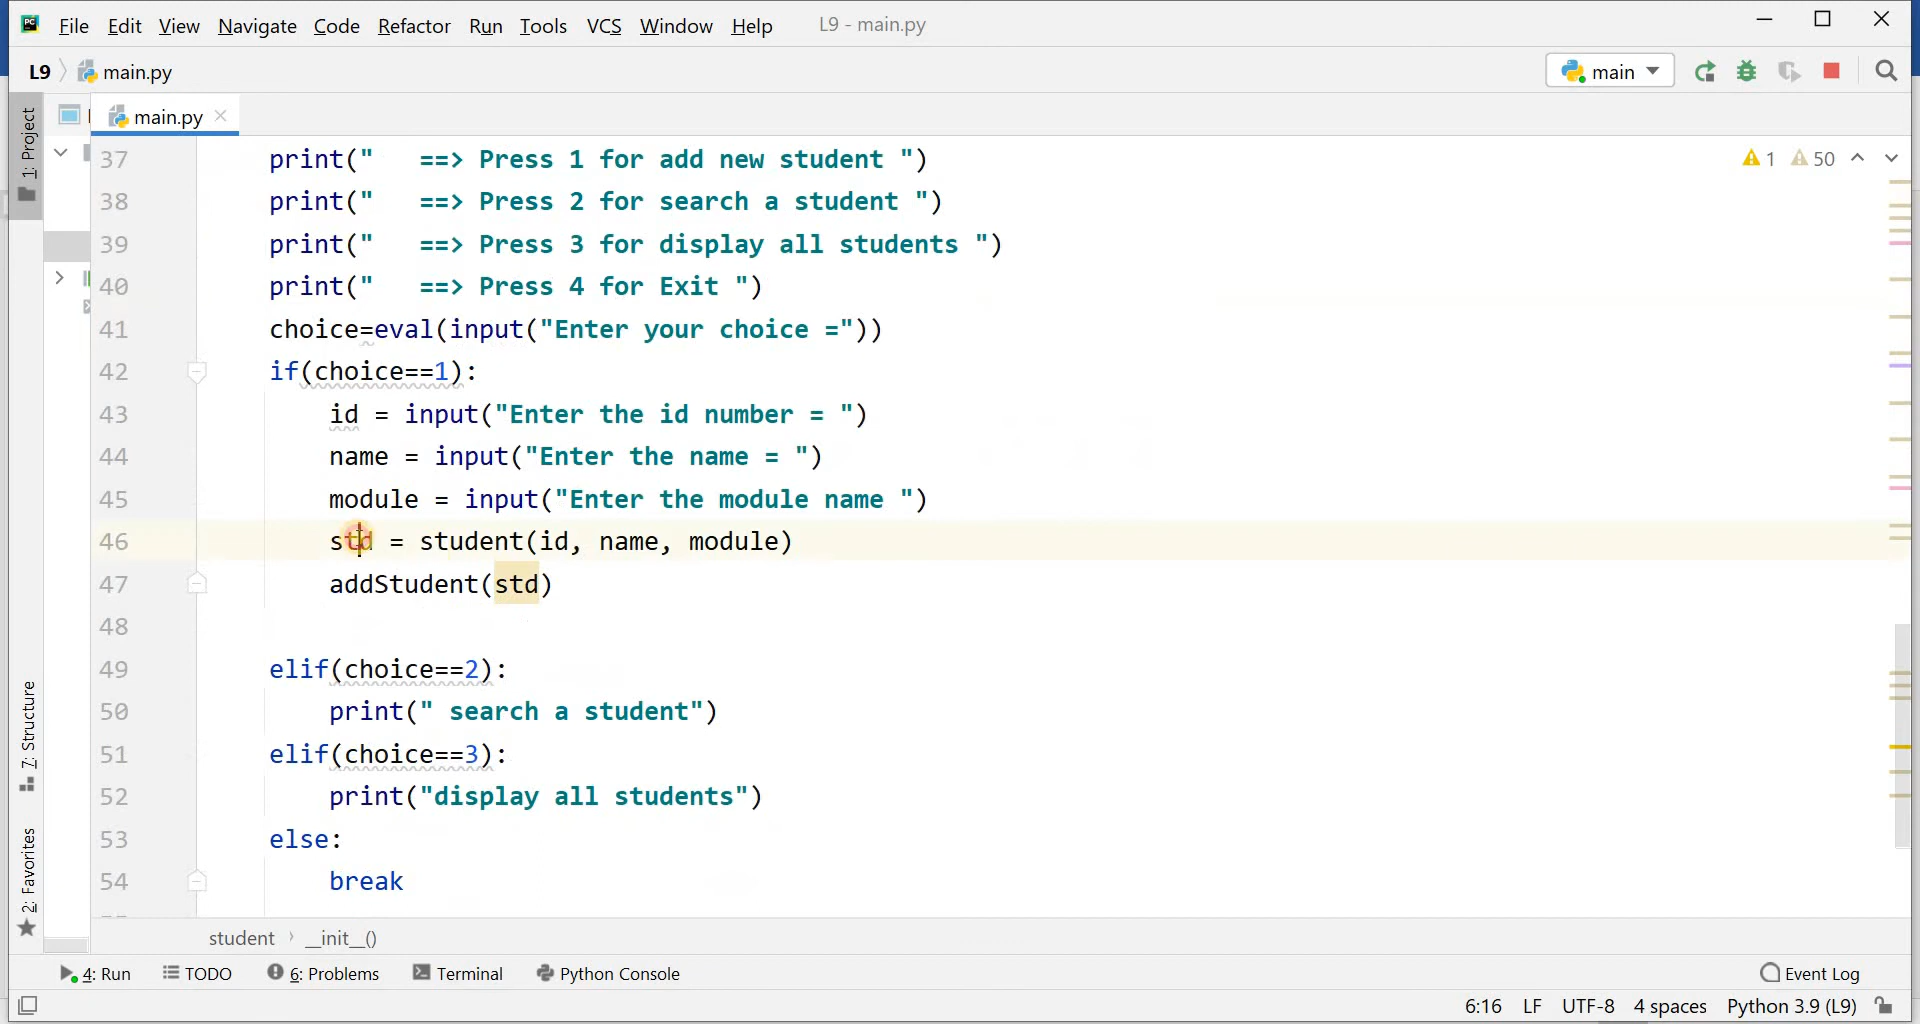 File Edit View Navigate Code Refactor Run Tools VCS Window Help L9 - main.py
L9 main.py main
1: Project
main.py
1 50
37 print("   ==> Press 1 for add new student ")
38 print("   ==> Press 2 for search a student ")
39 print("   ==> Press 3 for display all students ")
40 print("   ==> Press 4 for Exit ")
41 choice=eval(input("Enter your choice ="))
42 if(choice==1):
43 id = input("Enter the id number = ")
44 name = input("Enter the name = ")
45 module = input("Enter the module name ")
46 std = student(id, name, module)
47 addStudent(std)
48
49 elif(choice==2):
50 print(" search a student")
51 elif(choice==3):
52 print("display all students")
53 else:
54 break
7: Structure
2: Favorites
student __init__()
4: Run TODO 6: Problems Terminal Python Console Event Log
6:16 LF UTF-8 4 spaces Python 3.9 (L9)